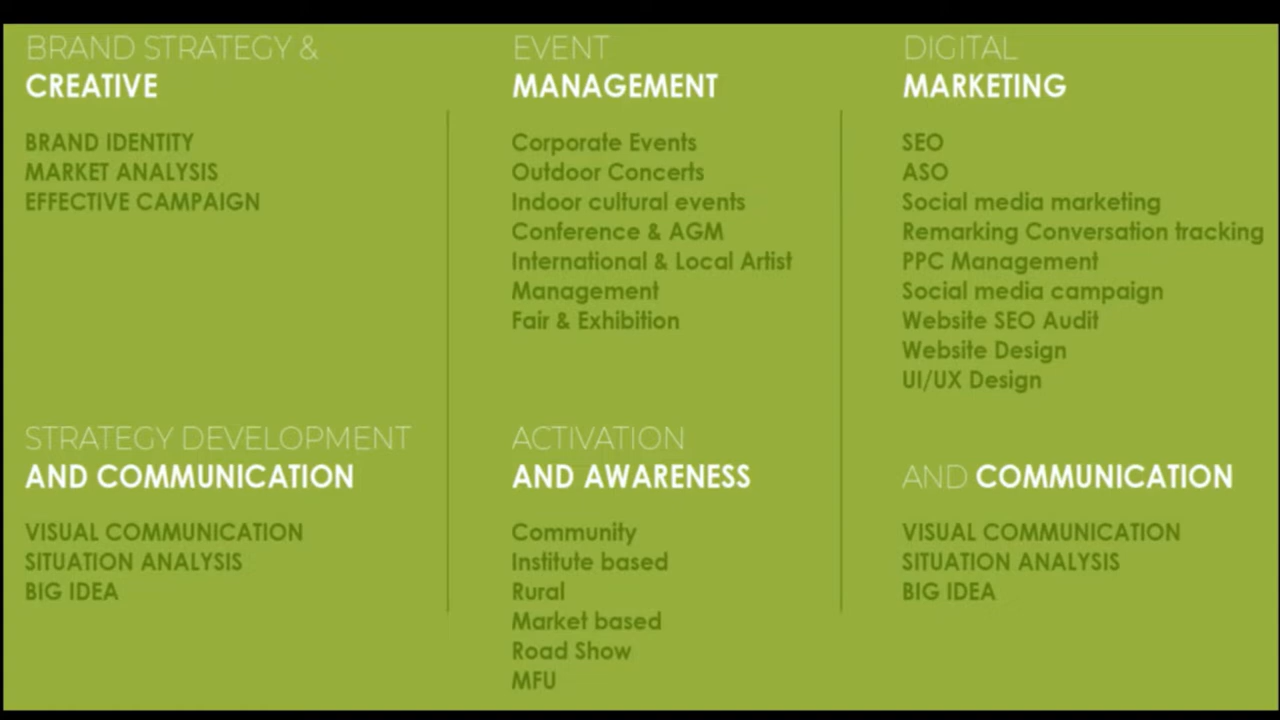 BRAND STRATEGY &
CREATIVE
BRAND IDENTITY
MARKET ANALYSIS
EFFECTIVE CAMPAIGN
EVENT
MANAGEMENT
Corporate Events
Outdoor Concerts
Indoor cultural events
Conference & AGM
International & Local Artist
Management
Fair & Exhibition
DIGITAL
MARKETING
SEO
ASO
Social media marketing
Remarking Conversation tracking
PPC Management
Social media campaign
Website SEO Audit
Website Design
UI/UX Design
STRATEGY DEVELOPMENT
AND COMMUNICATION
VISUAL COMMUNICATION
SITUATION ANALYSIS
BIG IDEA
ACTIVATION
AND AWARENESS
Community
Institute based
Rural
Market based
Road Show
MFU
AND COMMUNICATION
VISUAL COMMUNICATION
SITUATION ANALYSIS
BIG IDEA